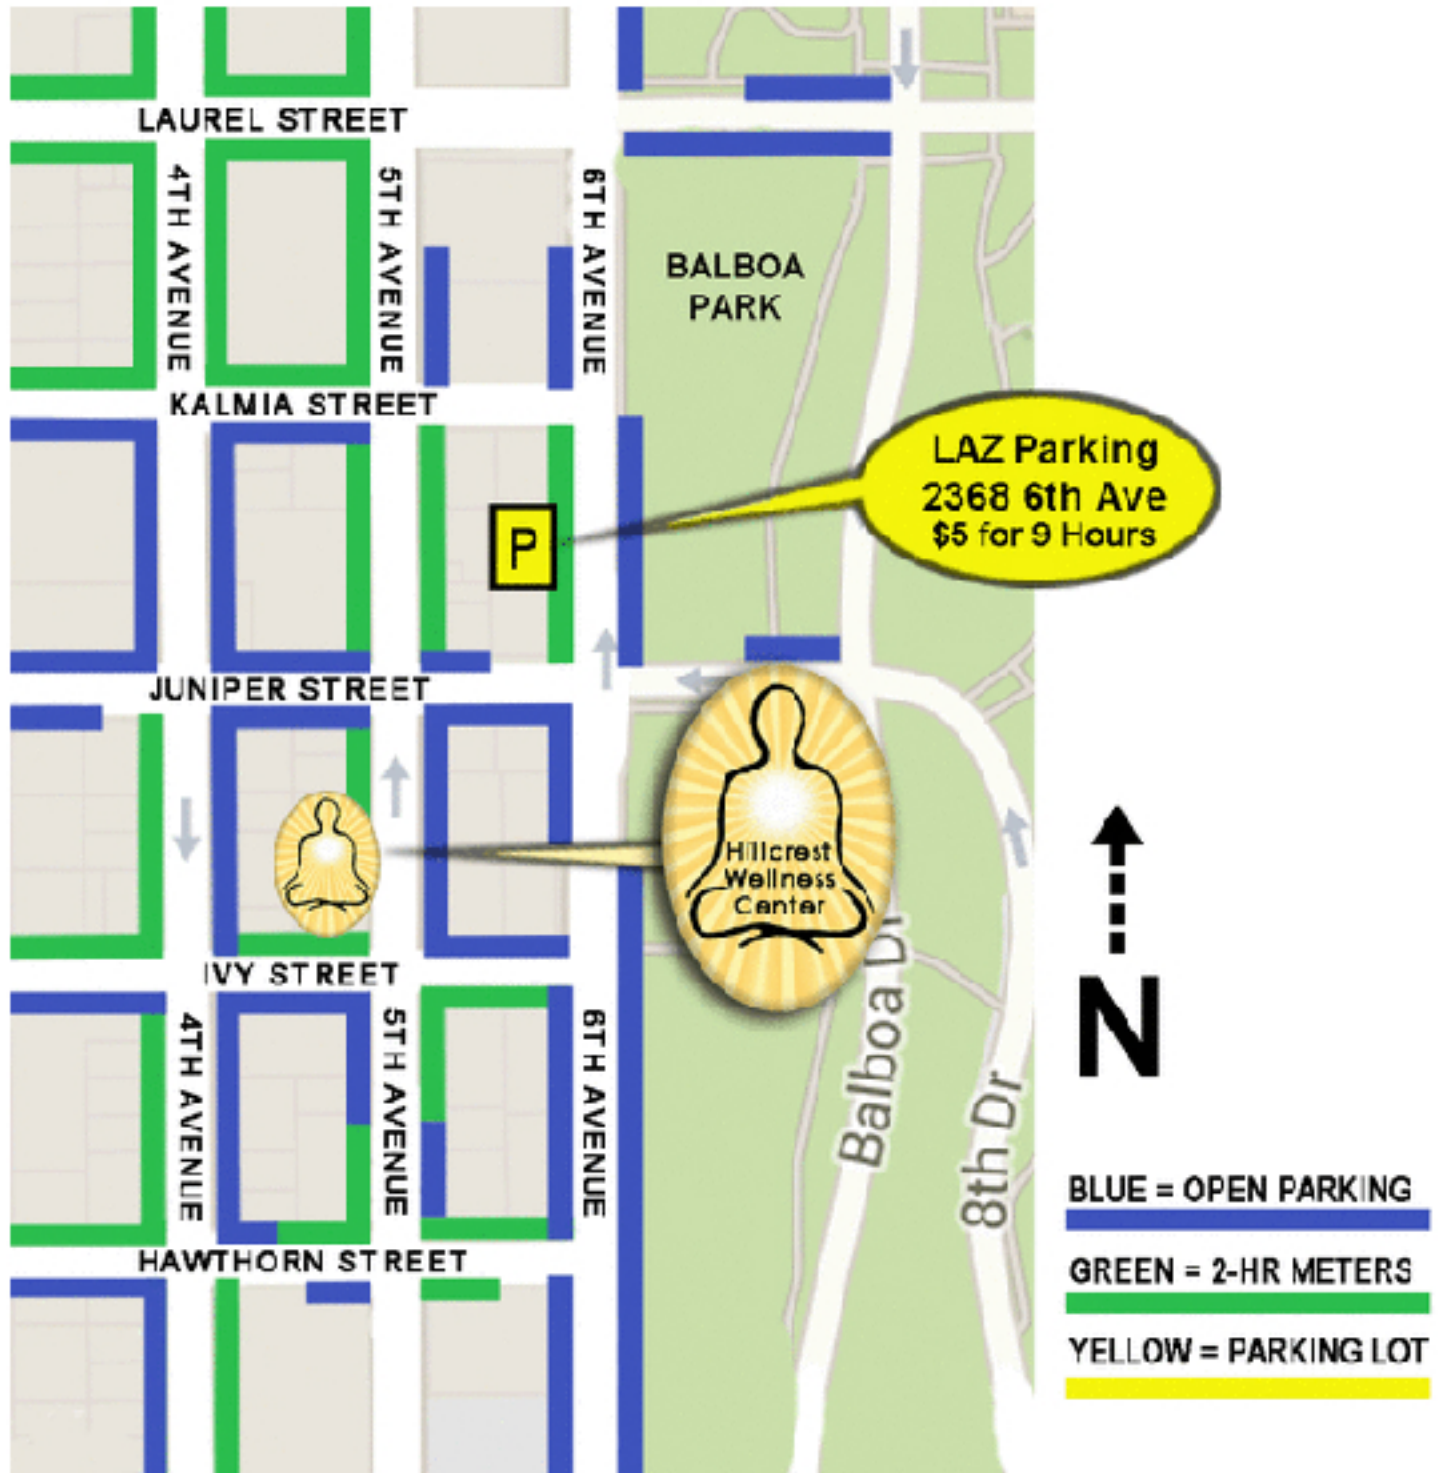 LAUREL STREET
4TH AVENUE
5TH AVENUE
6TH AVENUE
BALBOA
PARK
KALMIA STREET
LAZ Parking
2368 6th Ave
$5 for 9 Hours
P
JUNIPER STREET
Hillcrest
Wellness
Center
IVY STREET
4TH AVENUE
5TH AVENUE
6TH AVENUE
Balboa Dr
8th Dr
N
HAWTHORN STREET
BLUE = OPEN PARKING
GREEN = 2-HR METERS
YELLOW = PARKING LOT